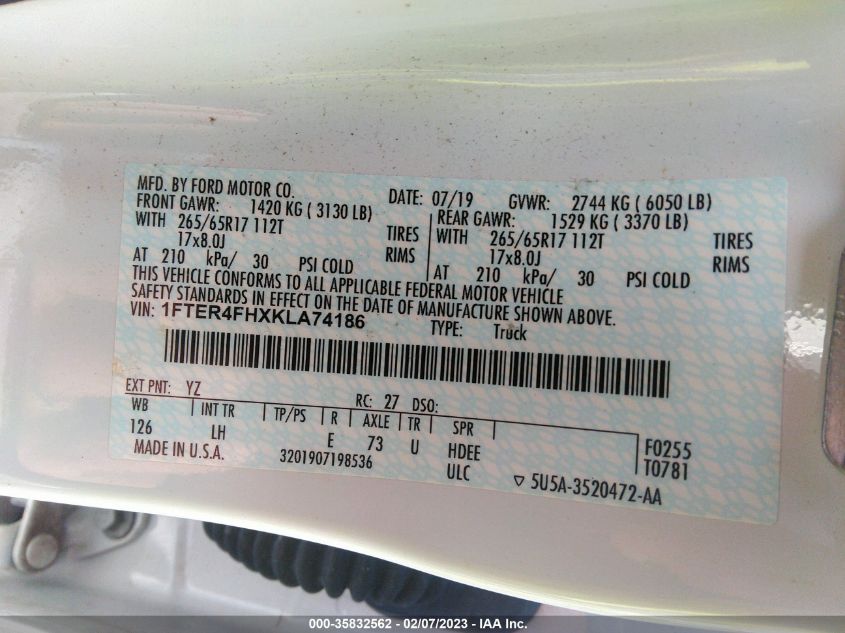 MFD. BY FORD MOTOR CO. DATE: 07/19 GVWR: 2744 KG ( 6050 LB)
FRONT GAWR: 1420 KG ( 3130 LB) REAR GAWR: 1529 KG ( 3370 LB)
WITH 265/65R17 112T TIRES WITH 265/65R17 112T TIRES
17x8.0J RIMS 17x8.0J RIMS
AT 210 kPa/ 30 PSI COLD AT 210 kPa/ 30 PSI COLD
THIS VEHICLE CONFORMS TO ALL APPLICABLE FEDERAL MOTOR VEHICLE
SAFETY STANDARDS IN EFFECT ON THE DATE OF MANUFACTURE SHOWN ABOVE.
VIN: 1FTER4FHXKLA74186 TYPE: Truck
EXT PNT: YZ RC: 27 DSO:
WB INT TR TP/PS R AXLE TR SPR
126 LH E 73 U HDEE F0255
MADE IN U.S.A. 3201907198536 ULC T0781
▽ 5U5A-3520472-AA
000-35832562 - 02/07/2023 - IAA Inc.